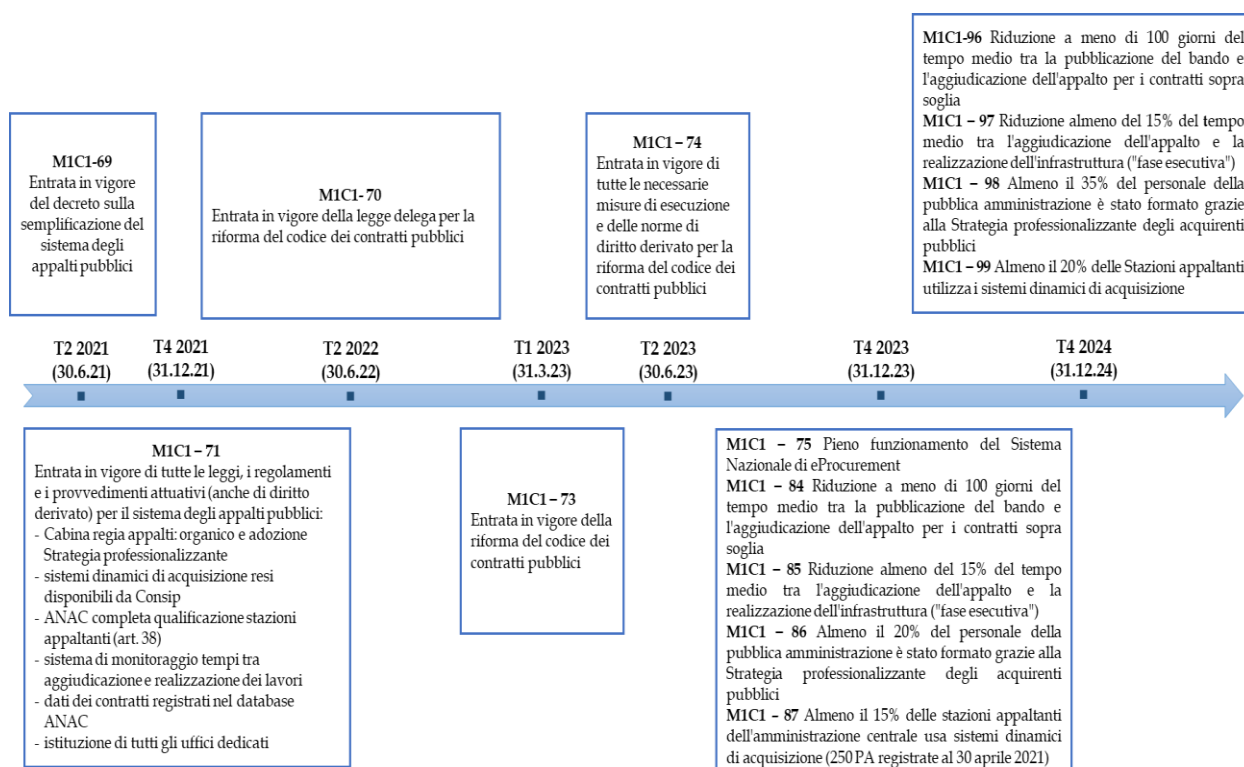 M1C1-69
Entrata in vigore
del decreto sulla
semplificazione del
sistema degli
appalti pubblici
M1C1-70
Entrata in vigore della legge delega per la
riforma del codice dei contratti pubblici
M1C1 – 74
Entrata in vigore di
tutte le necessarie
misure di esecuzione
e delle norme di
diritto derivato per la
riforma del codice dei
contratti pubblici
M1C1-96 Riduzione a meno di 100 giorni del
tempo medio tra la pubblicazione del bando e
l'aggiudicazione dell'appalto per i contratti sopra
soglia
M1C1 – 97 Riduzione almeno del 15% del tempo
medio tra l'aggiudicazione dell'appalto e la
realizzazione dell'infrastruttura ("fase esecutiva")
M1C1 – 98 Almeno il 35% del personale della
pubblica amministrazione è stato formato grazie
alla Strategia professionalizzante degli acquirenti
pubblici
M1C1 – 99 Almeno il 20% delle Stazioni appaltanti
utilizza i sistemi dinamici di acquisizione
T2 2021
(30.6.21)
T4 2021
(31.12.21)
T2 2022
(30.6.22)
T1 2023
(31.3.23)
T2 2023
(30.6.23)
T4 2023
(31.12.23)
T4 2024
(31.12.24)
M1C1 – 71
Entrata in vigore di tutte le leggi, i regolamenti
e i provvedimenti attuativi (anche di diritto
derivato) per il sistema degli appalti pubblici:
- Cabina regia appalti: organico e adozione
Strategia professionalizzante
- sistemi dinamici di acquisizione resi
disponibili da Consip
- ANAC completa qualificazione stazioni
appaltanti (art. 38)
- sistema di monitoraggio tempi tra
aggiudicazione e realizzazione dei lavori
- dati dei contratti registrati nel database
ANAC
- istituzione di tutti gli uffici dedicati
M1C1 – 73
Entrata in vigore della
riforma del codice dei
contratti pubblici
M1C1 – 75 Pieno funzionamento del Sistema
Nazionale di eProcurement
M1C1 – 84 Riduzione a meno di 100 giorni del
tempo medio tra la pubblicazione del bando e
l'aggiudicazione dell'appalto per i contratti sopra
soglia
M1C1 – 85 Riduzione almeno del 15% del tempo
medio tra l'aggiudicazione dell'appalto e la
realizzazione dell'infrastruttura ("fase esecutiva")
M1C1 – 86 Almeno il 20% del personale della
pubblica amministrazione è stato formato grazie alla
Strategia professionalizzante degli acquirenti
pubblici
M1C1 – 87 Almeno il 15% delle stazioni appaltanti
dell'amministrazione centrale usa sistemi dinamici
di acquisizione (250 PA registrate al 30 aprile 2021)